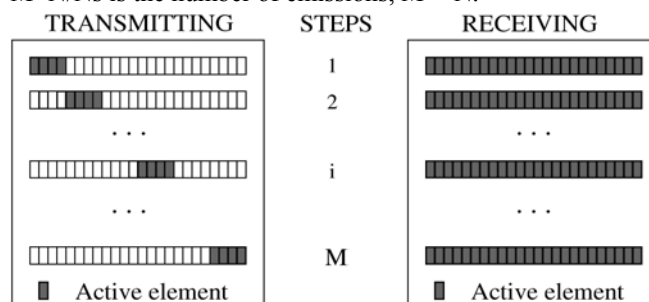 TRANSMITTING STEPS RECEIVING
1
2
. . . . . .
i
. . . . . .
M
Active element Active element